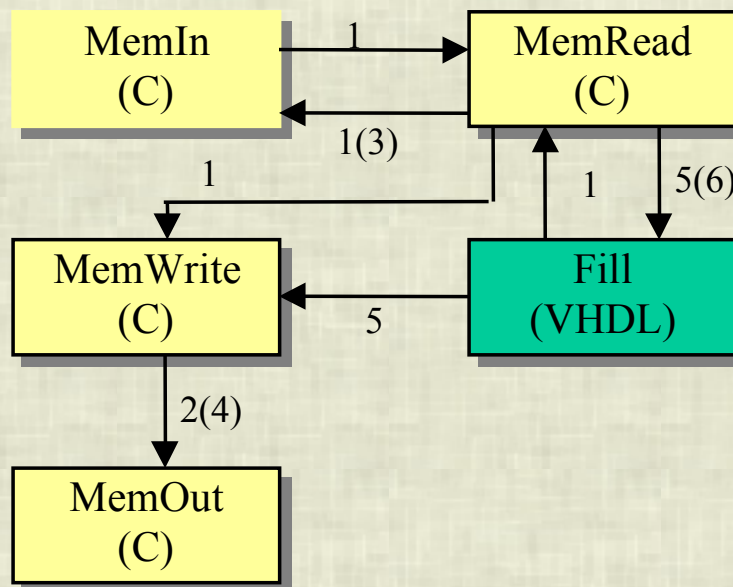 MemIn
(C)
1
MemRead
(C)
1(3)
1
1
5(6)
MemWrite
(C)
5
Fill
(VHDL)
2(4)
MemOut
(C)